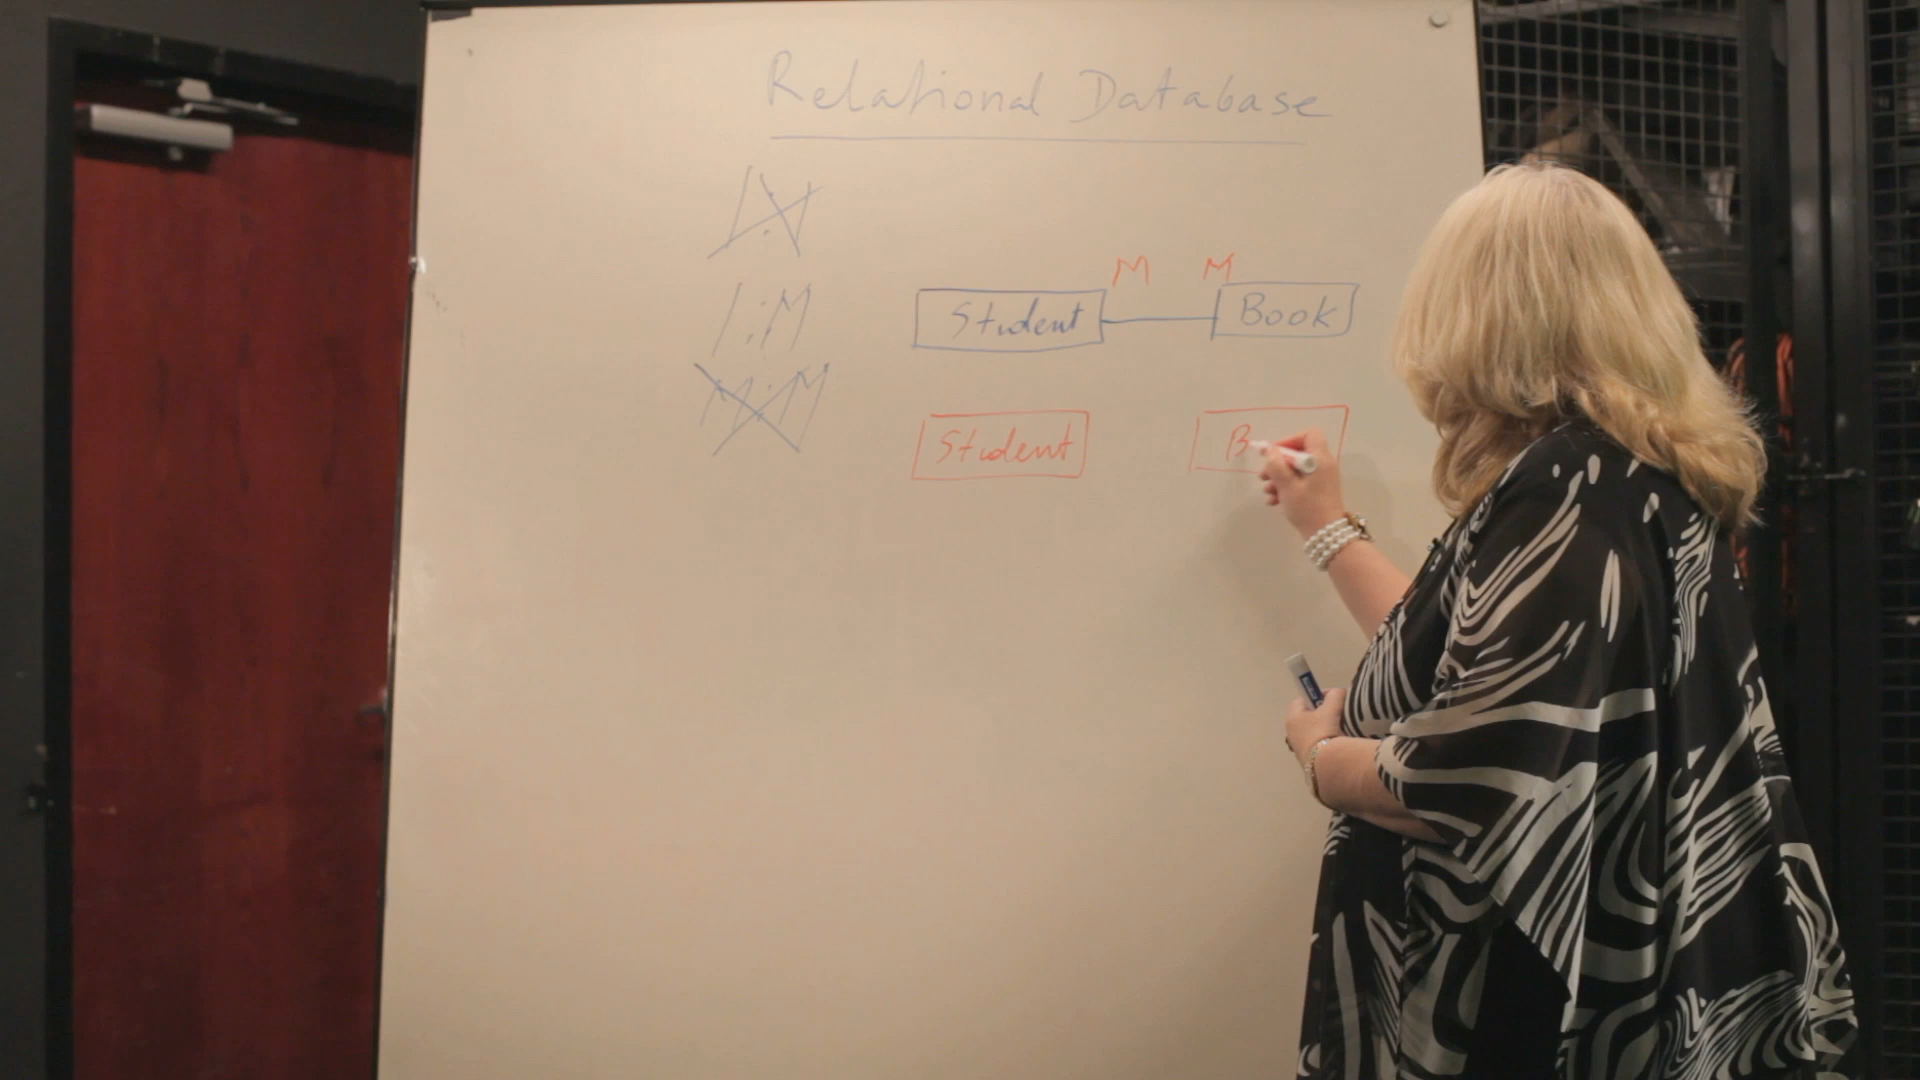 Relational Database
1:1
M M
1:M Student Book
M:M
Student B